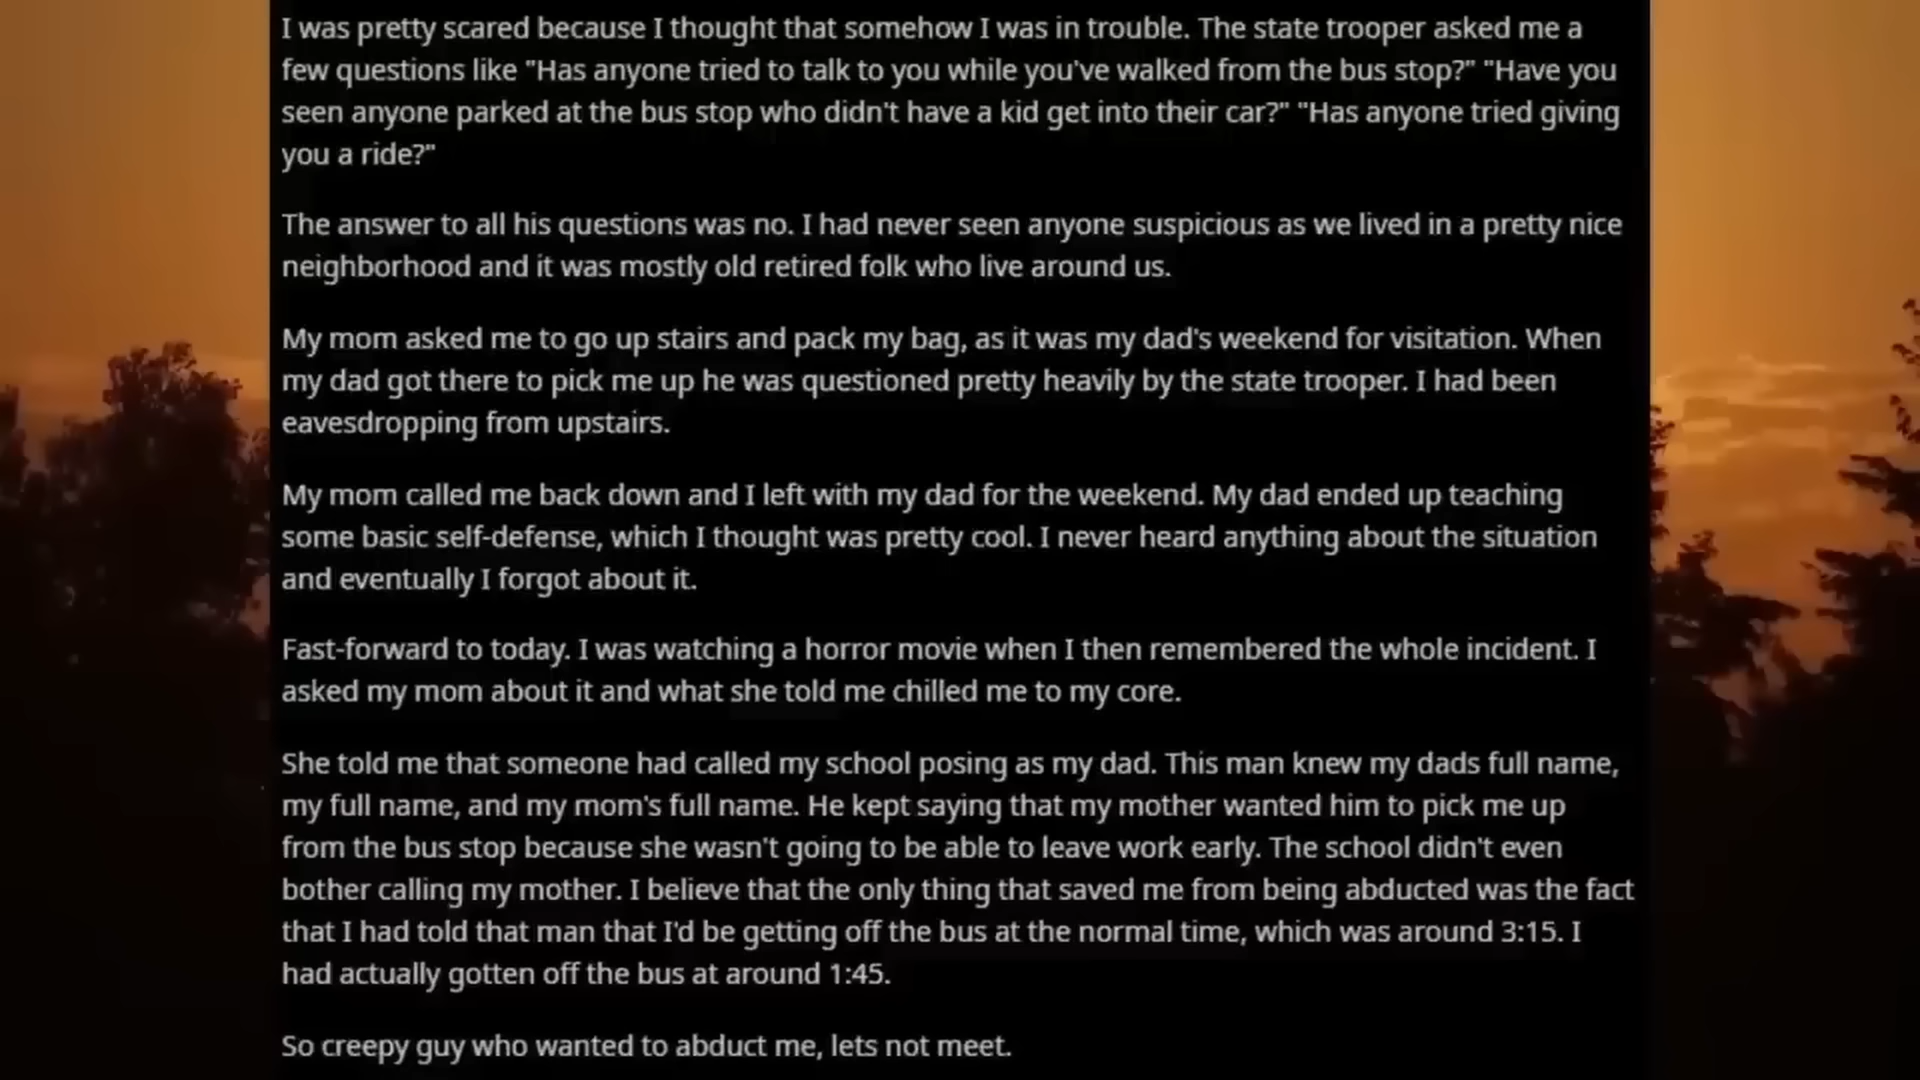 I was pretty scared because I thought that somehow I was in trouble. The state trooper asked me a
few questions like "Has anyone tried to talk to you while you've walked from the bus stop?" "Have you
seen anyone parked at the bus stop who didn't have a kid get into their car?" "Has anyone tried giving
you a ride?"
The answer to all his questions was no. I had never seen anyone suspicious as we lived in a pretty nice
neighborhood and it was mostly old retired folk who live around us.
My mom asked me to go up stairs and pack my bag, as it was my dad's weekend for visitation. When
my dad got there to pick me up he was questioned pretty heavily by the state trooper. I had been
eavesdropping from upstairs.
My mom called me back down and I left with my dad for the weekend. My dad ended up teaching
some basic self-defense, which I thought was pretty cool. I never heard anything about the situation
and eventually I forgot about it.
Fast-forward to today. I was watching a horror movie when I then remembered the whole incident. I
asked my mom about it and what she told me chilled me to my core.
She told me that someone had called my school posing as my dad. This man knew my dads full name,
my full name, and my mom's full name. He kept saying that my mother wanted him to pick me up
from the bus stop because she wasn't going to be able to leave work early. The school didn't even
bother calling my mother. I believe that the only thing that saved me from being abducted was the fact
that I had told that man that I'd be getting off the bus at the normal time, which was around 3:15. I
had actually gotten off the bus at around 1:45.
So creepy guy who wanted to abduct me, lets not meet.